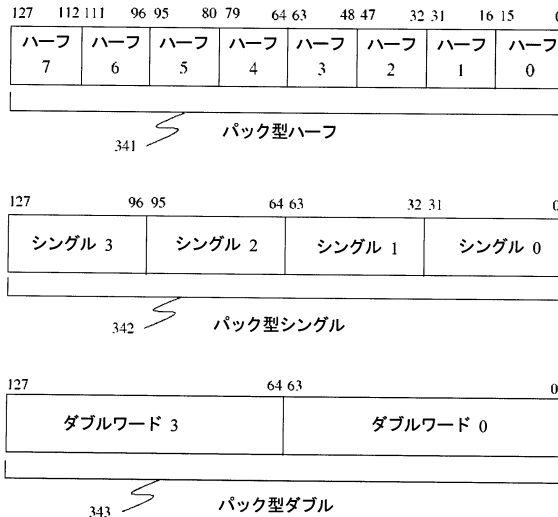 127 112 111 96 95 80 79 64 63 48 47 32 31 16 15 0
ハーフ 7 ハーフ 6 ハーフ 5 ハーフ 4 ハーフ 3 ハーフ 2 ハーフ 1 ハーフ 0
パック型ハーフ
341
127 96 95 64 63 32 31 0
シングル 3 シングル 2 シングル 1 シングル 0
パック型シングル
342
127 64 63 0
ダブルワード 3 ダブルワード 0
パック型ダブル
343